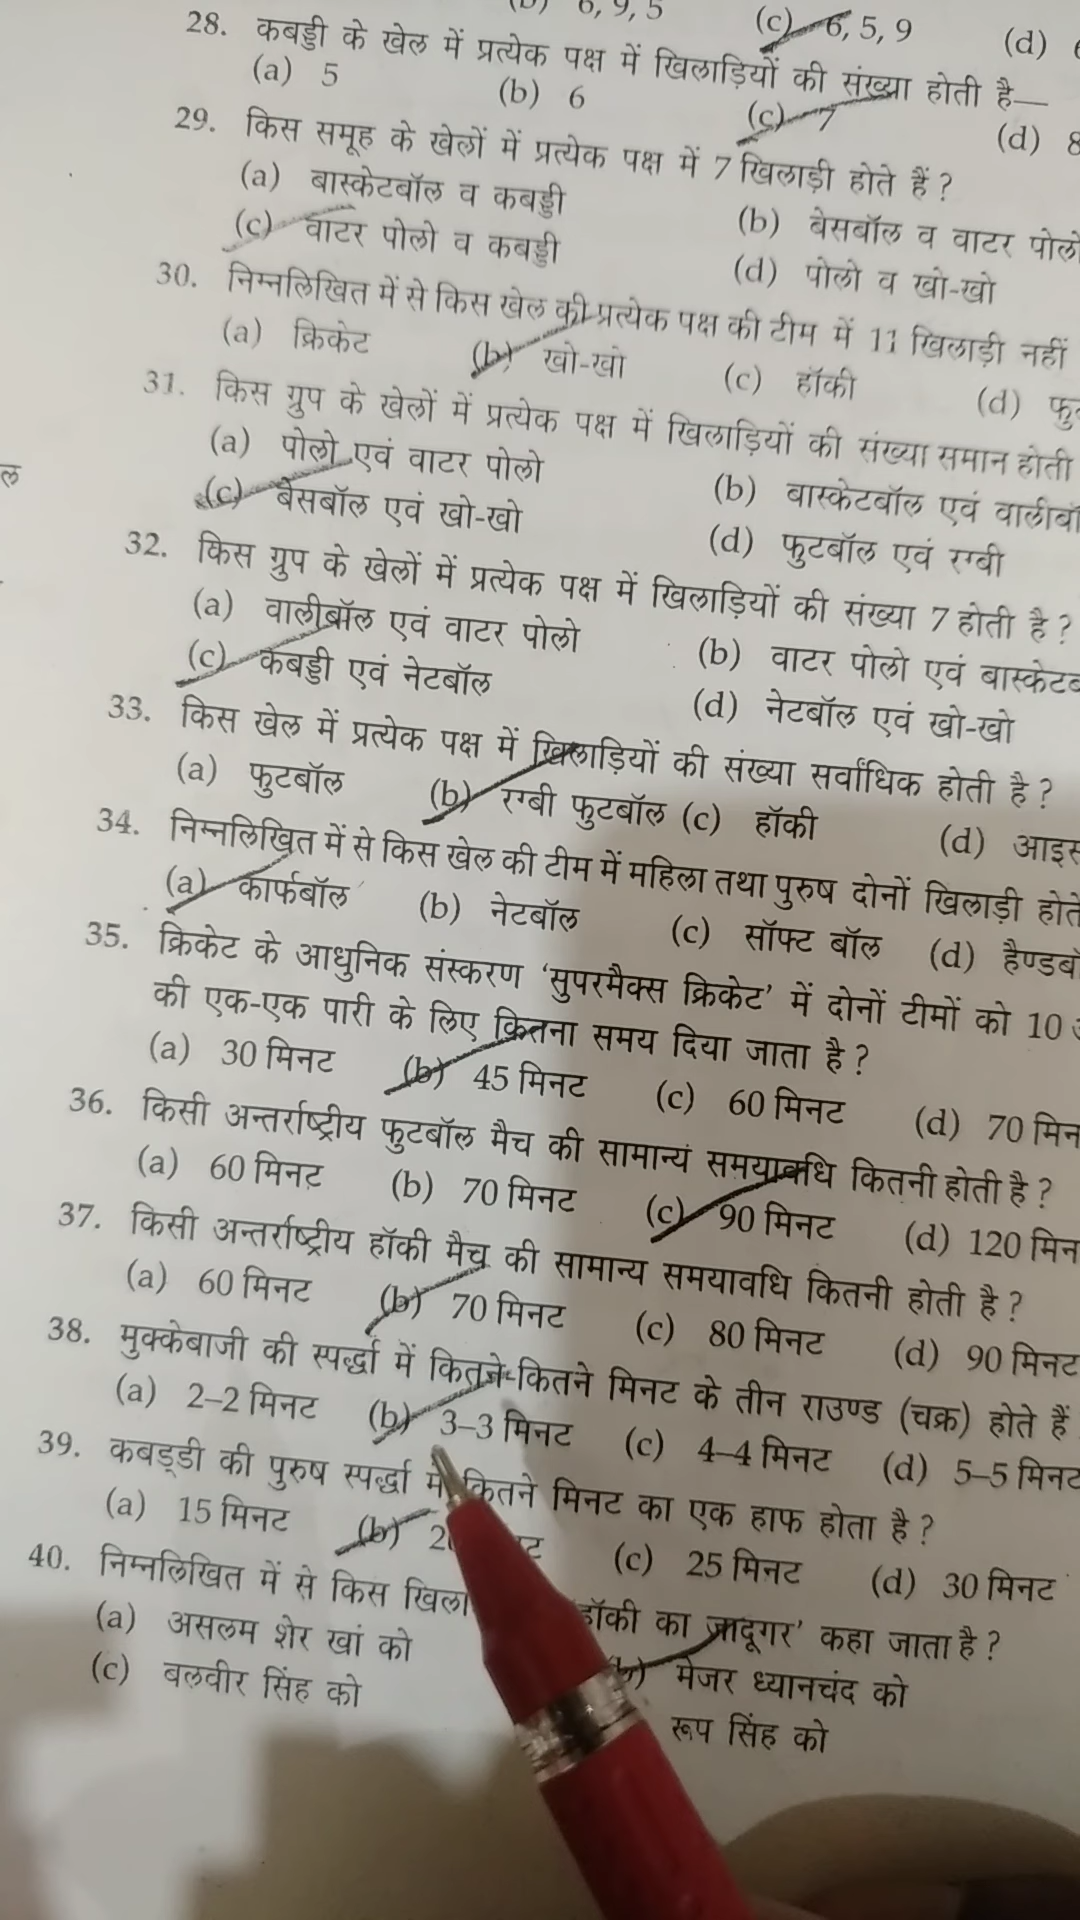 (b) 6, 9, 5 (c) 6, 5, 9 (d)
28. कबड्डी के खेल में प्रत्येक पक्ष में खिलाड़ियों की संख्या होती है—
(a) 5 (b) 6 (c) 7 (d) 8
29. किस समूह के खेलों में प्रत्येक पक्ष में 7 खिलाड़ी होते हैं ?
(a) बास्केटबॉल व कबड्डी (b) बेसबॉल व वाटर पोलो
(c) वाटर पोलो व कबड्डी (d) पोलो व खो-खो
30. निम्नलिखित में से किस खेल की प्रत्येक पक्ष की टीम में 11 खिलाड़ी नहीं
(a) क्रिकेट (b) खो-खो (c) हॉकी (d)
31. किस ग्रुप के खेलों में प्रत्येक पक्ष में खिलाड़ियों की संख्या समान होती
(a) पोलो एवं वाटर पोलो (b) बास्केटबॉल एवं
(c) बेसबॉल एवं खो-खो (d) फुटबॉल एवं रग्बी
32. किस ग्रुप के खेलों में प्रत्येक पक्ष में खिलाड़ियों की संख्या 7 होती है ?
(a) वालीबॉल एवं वाटर पोलो (b) वाटर पोलो एवं
(c) कबड्डी एवं नेटबॉल (d) नेटबॉल एवं खो-खो
33. किस खेल में प्रत्येक पक्ष में खिलाड़ियों की संख्या सर्वाधिक होती है ?
(a) फुटबॉल (b) रग्बी फुटबॉल (c) हॉकी (d)
34. निम्नलिखित में से किस खेल की टीम में महिला तथा पुरुष दोनों खिलाड़ी होते
(a) कार्फबॉल (b) नेटबॉल (c) सॉफ्ट बॉल (d)
35. क्रिकेट के आधुनिक संस्करण ‘सुपरमैक्स क्रिकेट’ में दोनों टीमों को 10
की एक-एक पारी के लिए कितना समय दिया जाता है ?
(a) 30 मिनट (b) 45 मिनट (c) 60 मिनट (d) 70
36. किसी अन्तर्राष्ट्रीय फुटबॉल मैच की सामान्य समयावधि कितनी होती है ?
(a) 60 मिनट (b) 70 मिनट (c) 90 मिनट (d) 120
37. किसी अन्तर्राष्ट्रीय हॉकी मैच की सामान्य समयावधि कितनी होती है ?
(a) 60 मिनट (b) 70 मिनट (c) 80 मिनट (d) 90 मिनट
38. मुक्केबाजी की स्पर्द्धा में कितने-कितने मिनट के तीन राउण्ड (चक्र) होते हैं
(a) 2–2 मिनट (b) 3–3 मिनट (c) 4–4 मिनट (d) 5–5 मिनट
39. कबड्डी की पुरुष स्पर्द्धा में कितने मिनट का एक हाफ होता है ?
(a) 15 मिनट (b) (c) 25 मिनट (d) 30 मिनट
40. निम्नलिखित में से किस हॉकी का जादूगर’ कहा जाता है ?
(a) असलम शेर खां को (b) मेजर ध्यानचंद को
(c) बलवीर सिंह को रूप सिंह को